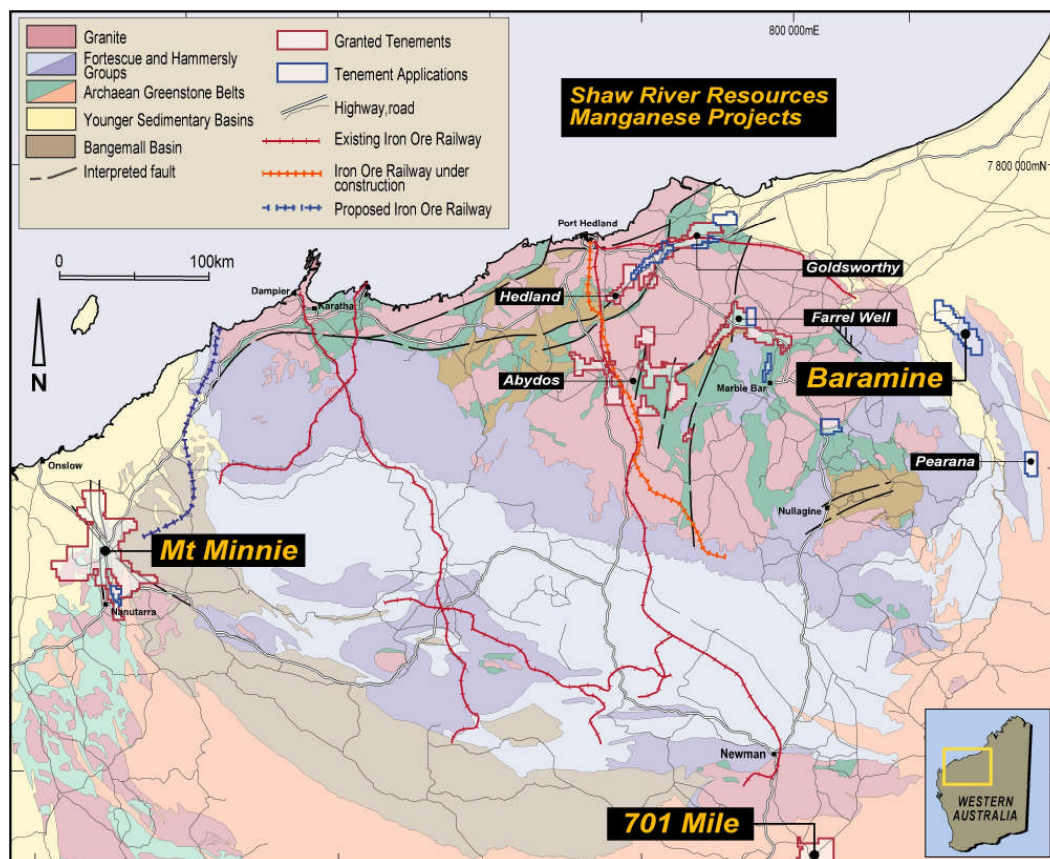 Granite
Fortescue and Hammersly
Groups
Archaean Greenstone Belts
Younger Sedimentary Basins
Bangemall Basin
Interpreted fault
Granted Tenements
Tenement Applications
Highway,road
Existing Iron Ore Railway
Iron Ore Railway under
construction
Proposed Iron Ore Railway
800 000mE
Shaw River Resources
Manganese Projects
7 800 000mN
0
100km
N
Port Hedland
Goldsworthy
Hedland
Dampier
Karatha
Farrel Well
Abydos
Marble Bar
Baramine
Onslow
Pearana
Nullagine
Mt Minnie
Nanutarra
Newman
701 Mile
WESTERN
AUSTRALIA